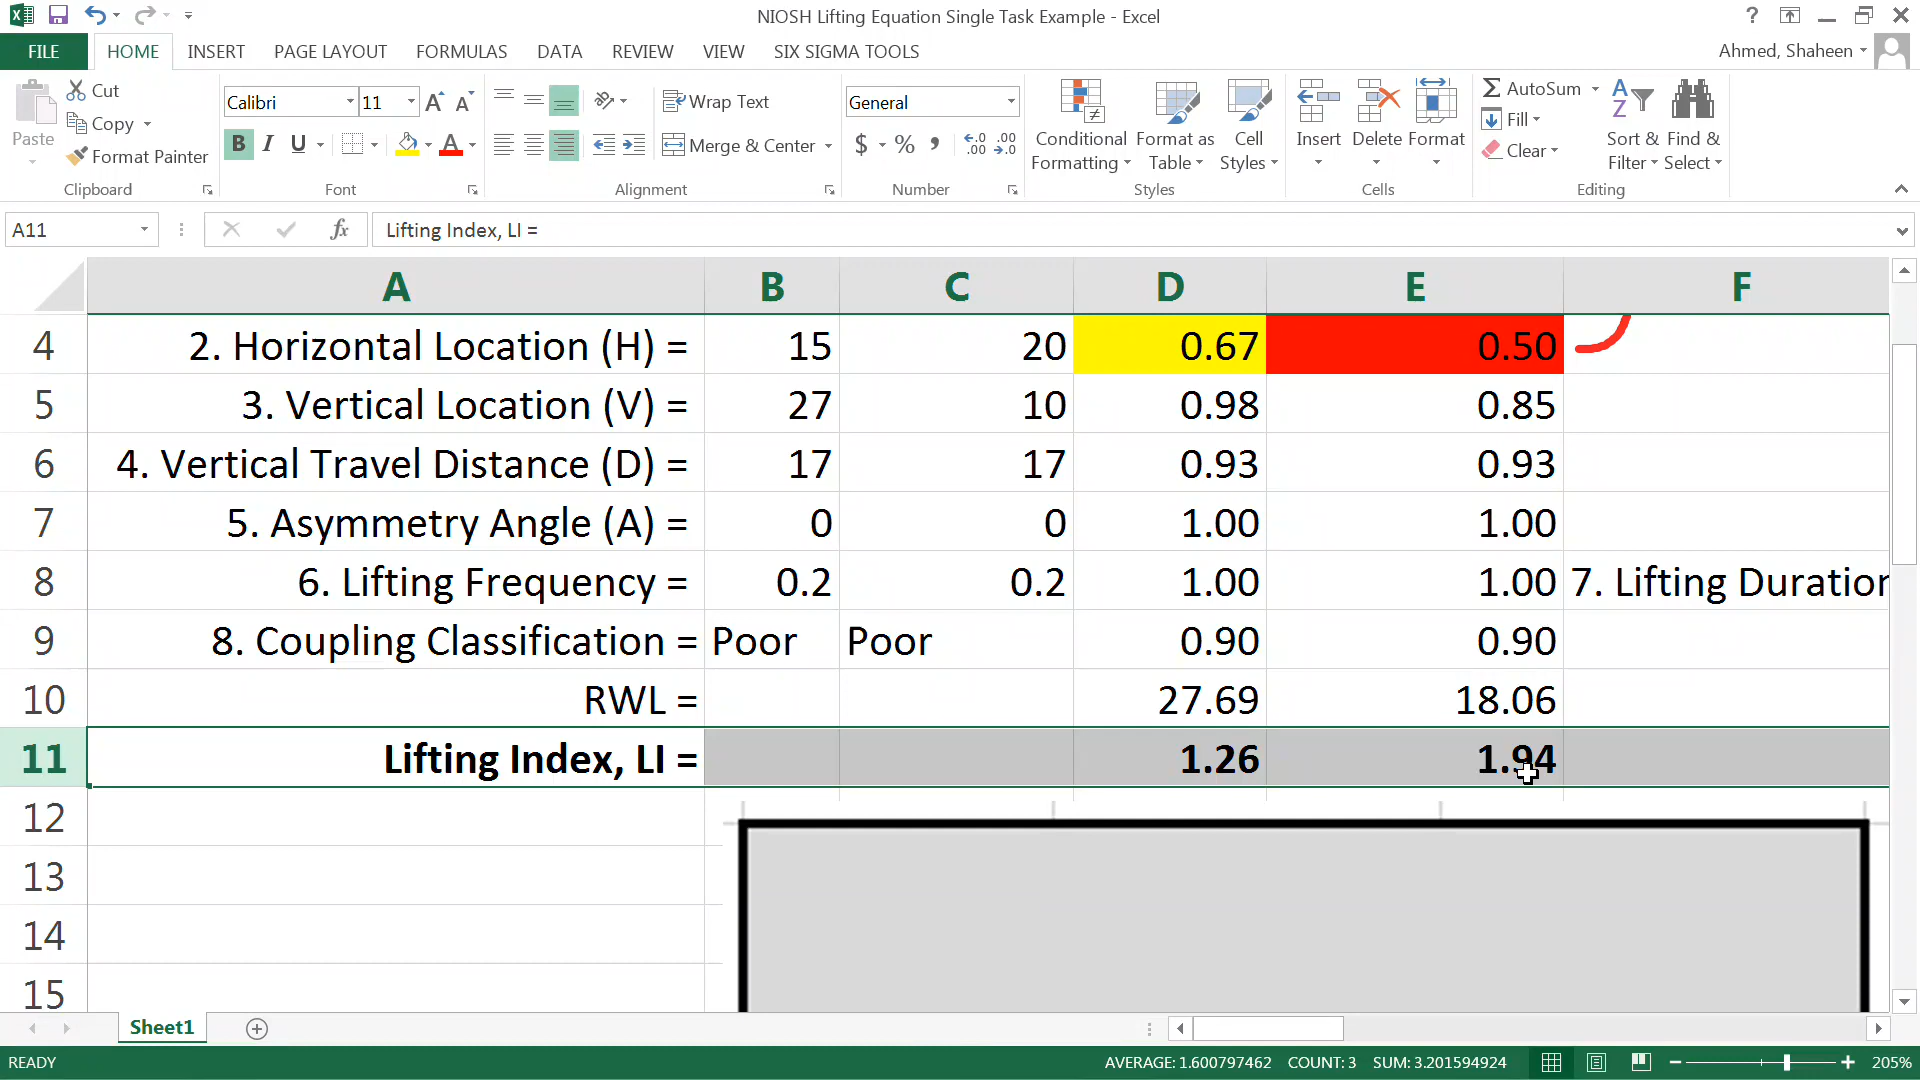 NIOSH Lifting Equation Single Task Example - Excel
FILE HOME INSERT PAGE LAYOUT FORMULAS DATA REVIEW VIEW SIX SIGMA TOOLS Ahmed, Shaheen
Paste
Cut
Copy
Format Painter
Clipboard
Calibri 11
B I U
Font
Wrap Text
Merge & Center
Alignment
General
$ % ,
Number
Conditional Formatting
Format as Table
Cell Styles
Styles
Insert Delete Format
Cells
AutoSum
Fill
Clear
Sort & Filter
Find & Select
Editing
A11 fx Lifting Index, LI =
A B C D E F
4 2. Horizontal Location (H) = 15 20 0.67 0.50
5 3. Vertical Location (V) = 27 10 0.98 0.85
6 4. Vertical Travel Distance (D) = 17 17 0.93 0.93
7 5. Asymmetry Angle (A) = 0 0 1.00 1.00
8 6. Lifting Frequency = 0.2 0.2 1.00 1.00 7. Lifting Duration
9 8. Coupling Classification = Poor Poor 0.90 0.90
10 RWL = 27.69 18.06
11 Lifting Index, LI = 1.26 1.94
12
13
14
15
Sheet1
READY AVERAGE: 1.600797462 COUNT: 3 SUM: 3.201594924 205%